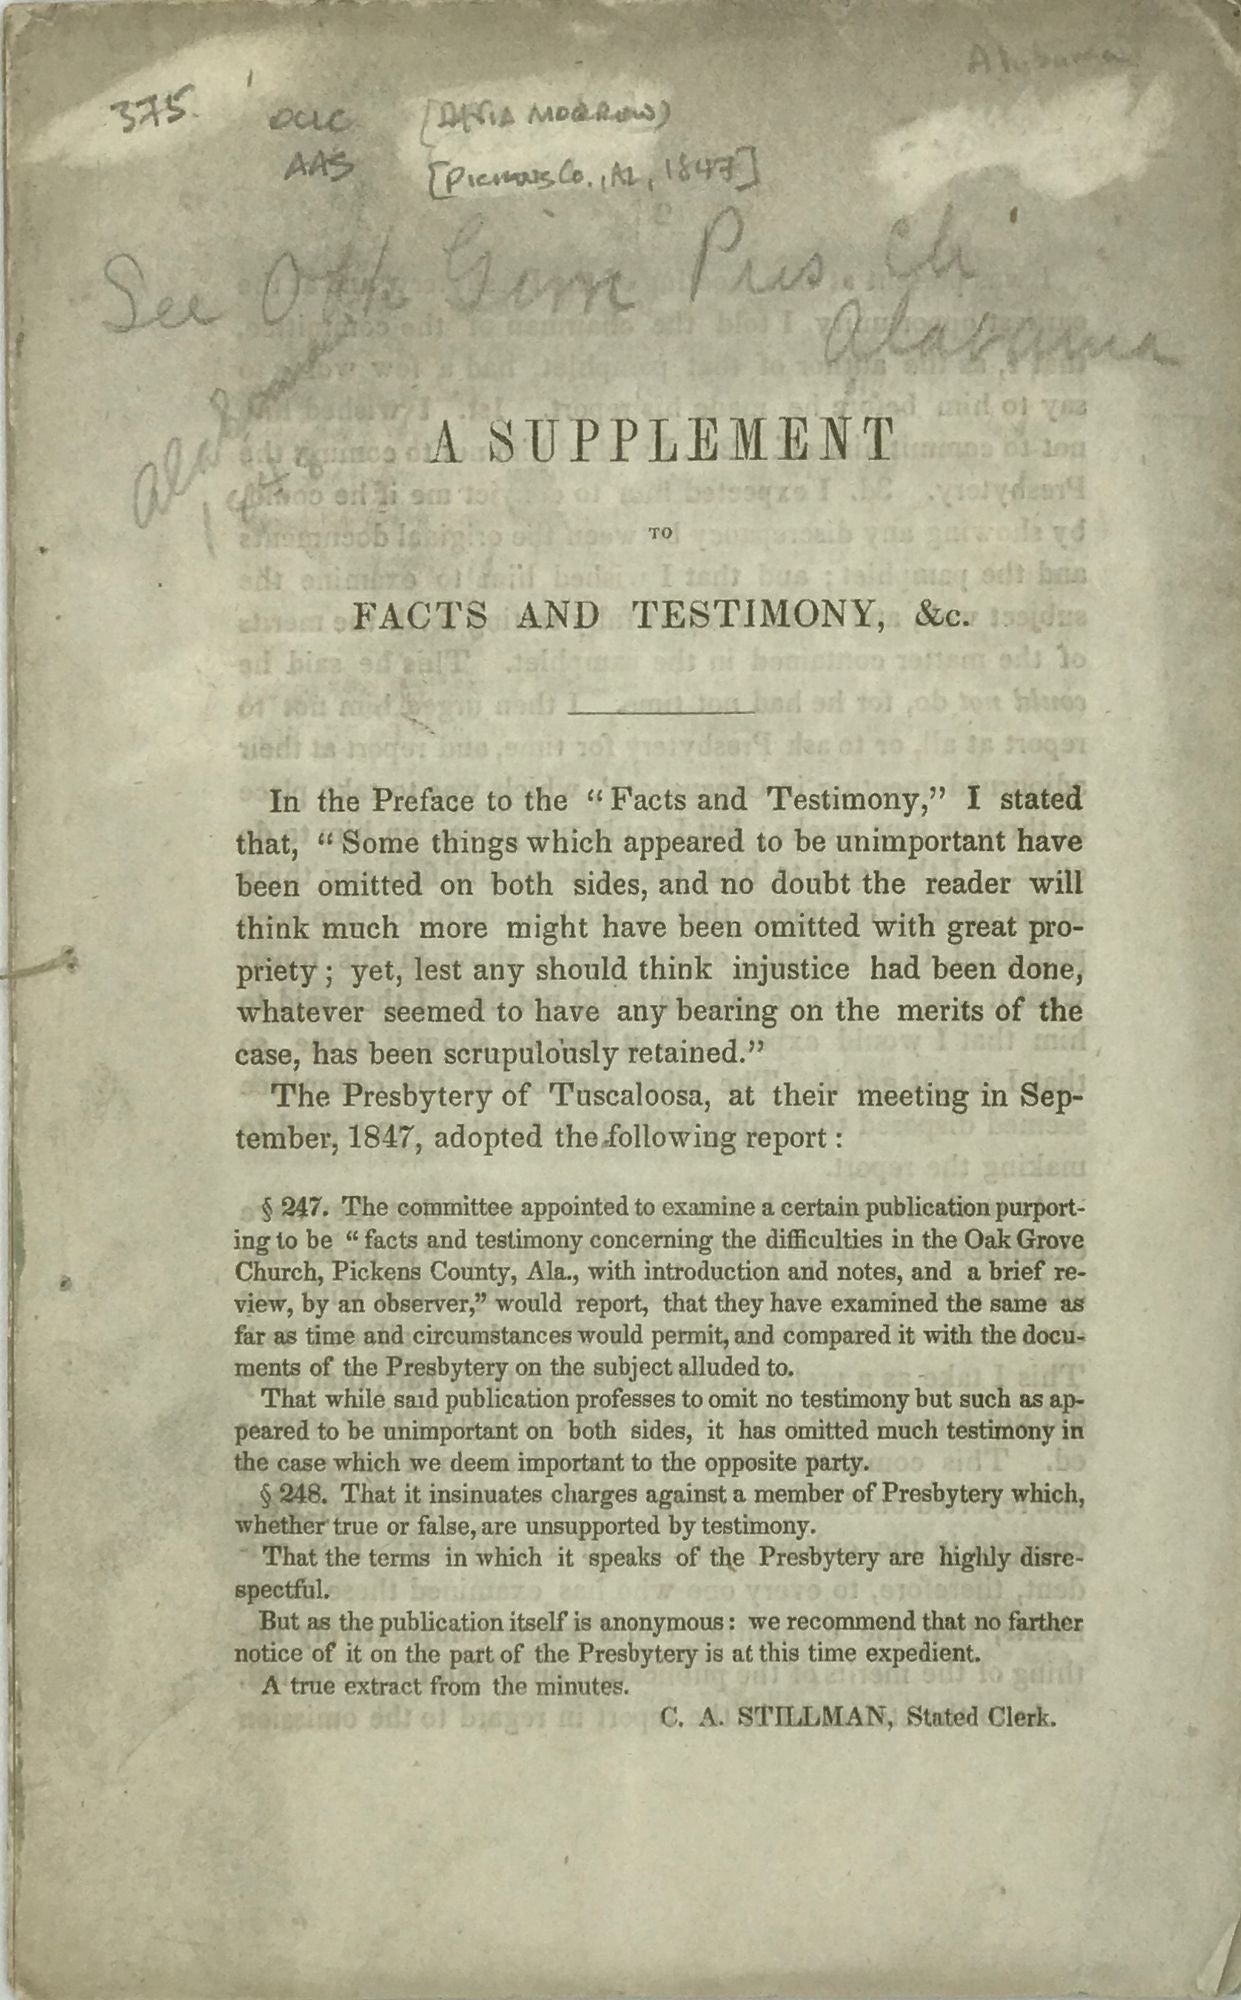 Alabama
375.
OCLC
AAS
MORROW)
Co., AL, 1847]
See Oak Pres. Ch
Alabama
Alabama
A SUPPLEMENT
TO
FACTS AND TESTIMONY, &c.
In the Preface to the “Facts and Testimony,” I stated
that, “Some things which appeared to be unimportant have
been omitted on both sides, and no doubt the reader will
think much more might have been omitted with great pro-
priety; yet, lest any should think injustice had been done,
whatever seemed to have any bearing on the merits of the
case, has been scrupulously retained.”
The Presbytery of Tuscaloosa, at their meeting in Sep-
tember, 1847, adopted the following report:
§ 247. The committee appointed to examine a certain publication purport-
ing to be “facts and testimony concerning the difficulties in the Oak Grove
Church, Pickens County, Ala., with introduction and notes, and a brief re-
view, by an observer,” would report, that they have examined the same as
far as time and circumstances would permit, and compared it with the docu-
ments of the Presbytery on the subject alluded to.
That while said publication professes to omit no testimony but such as ap-
peared to be unimportant on both sides, it has omitted much testimony in
the case which we deem important to the opposite party.
§ 248. That it insinuates charges against a member of Presbytery which,
whether true or false, are unsupported by testimony.
That the terms in which it speaks of the Presbytery are highly disre-
spectful.
But as the publication itself is anonymous: we recommend that no farther
notice of it on the part of the Presbytery is at this time expedient.
A true extract from the minutes.
C. A. STILLMAN, Stated Clerk.